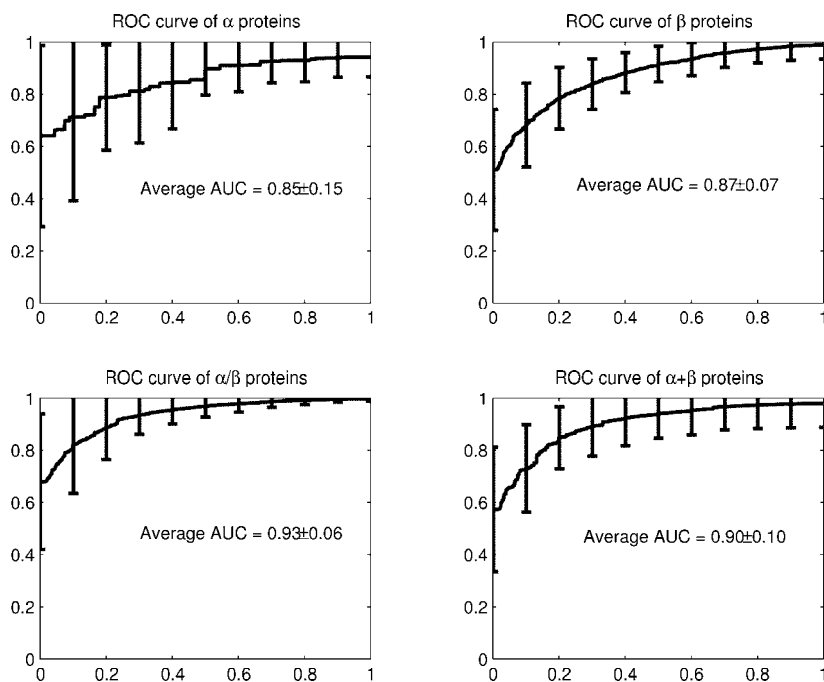 ROC curve of α proteins
1
0.8
0.6
0.4
0.2
0
Average AUC = 0.85±0.15
0 0.2 0.4 0.6 0.8 1
ROC curve of β proteins
1
0.8
0.6
0.4
0.2
0
Average AUC = 0.87±0.07
0 0.2 0.4 0.6 0.8 1
ROC curve of α/β proteins
1
0.8
0.6
0.4
0.2
0
Average AUC = 0.93±0.06
0 0.2 0.4 0.6 0.8 1
ROC curve of α+β proteins
1
0.8
0.6
0.4
0.2
0
Average AUC = 0.90±0.10
0 0.2 0.4 0.6 0.8 1